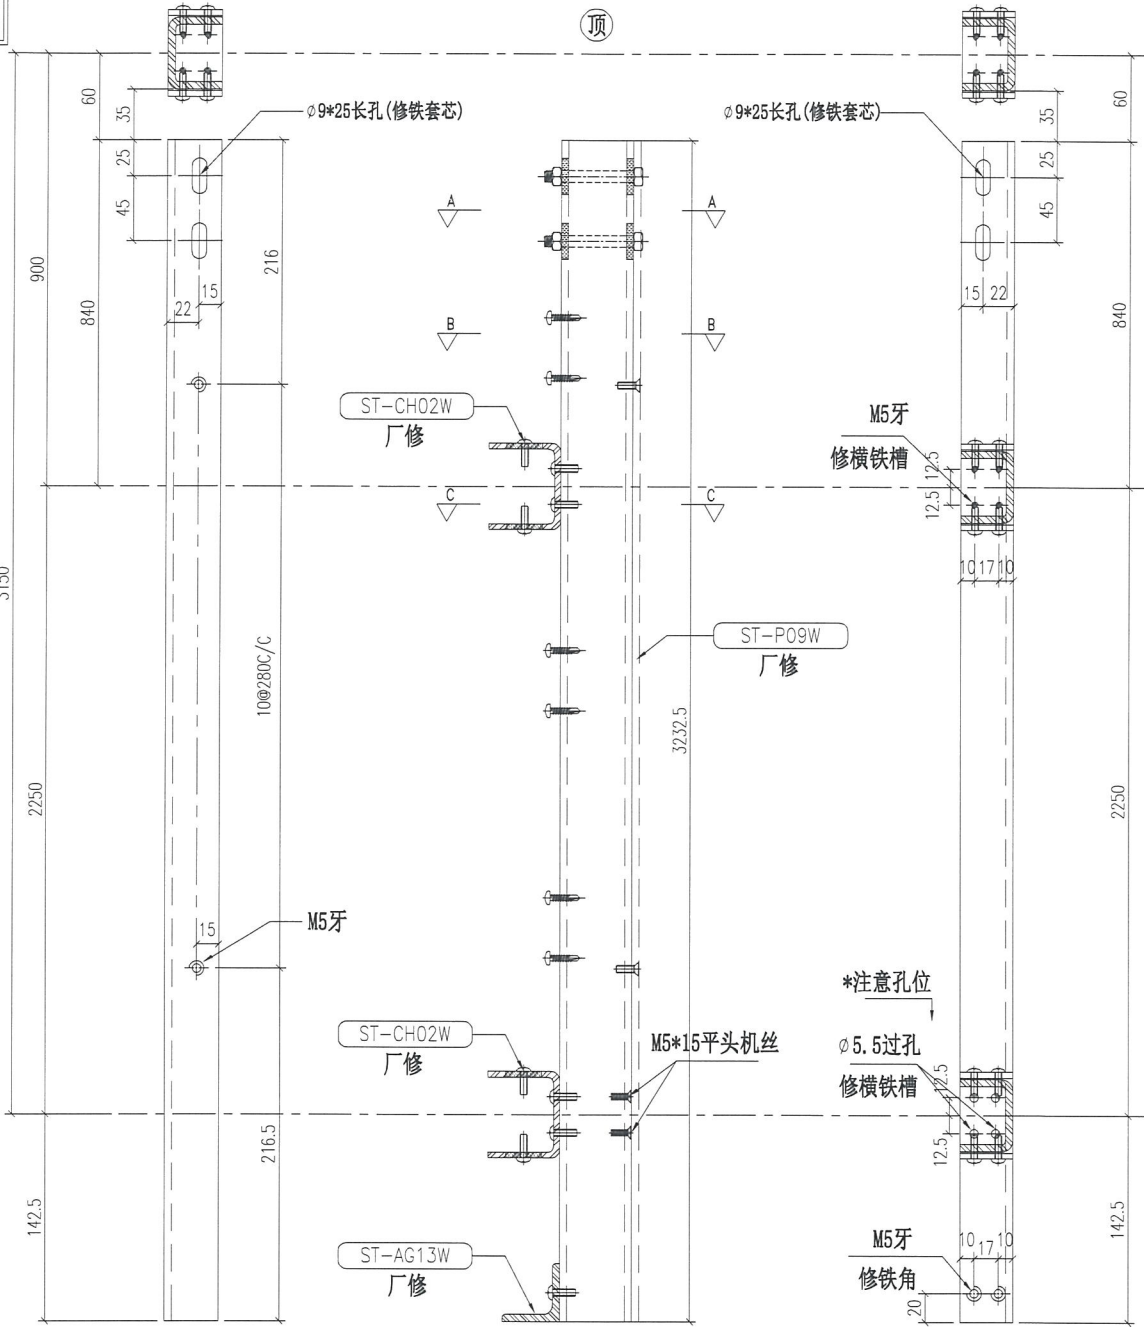 顶
60
35
ø9*25长孔(修铁套芯)
ø9*25长孔(修铁套芯)
60
35
25
45
25
45
A
A
900
840
216
15
22
15
22
840
B
B
ST-CH02W
厂修
M5牙
修横铁槽
12.5
12.5
C
C
10
17
10
3150
ST-P09W
厂修
10@280C/C
3232.5
2250
2250
15
M5牙
*注意孔位
ST-CH02W
厂修
M5*15平头机丝
ø5.5过孔
修横铁槽
12.5
12.5
216.5
142.5
142.5
ST-AG13W
厂修
M5牙
修铁角
10
17
10
20